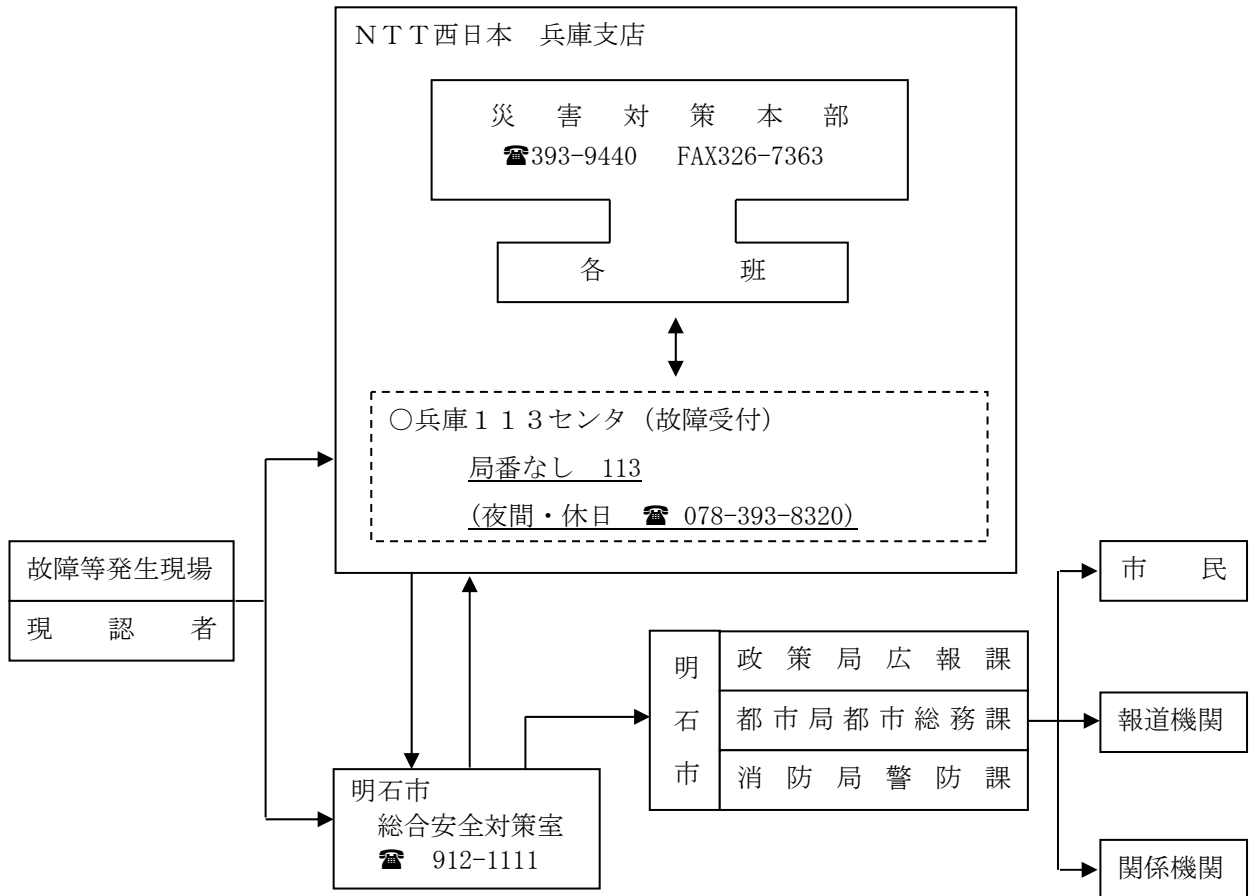 ＮＴＴ西日本　兵庫支店
災　害　対　策　本　部
☎393-9440　FAX326-7363
各　　　班
○兵庫１１３センタ（故障受付）
局番なし　113
(夜間・休日　☎ 078-393-8320)
故障等発生現場
現　認　者
明石市
総合安全対策室
☎　912-1111
明石市
政策局広報課
都市局都市総務課
消防局警防課
市　民
報道機関
関係機関